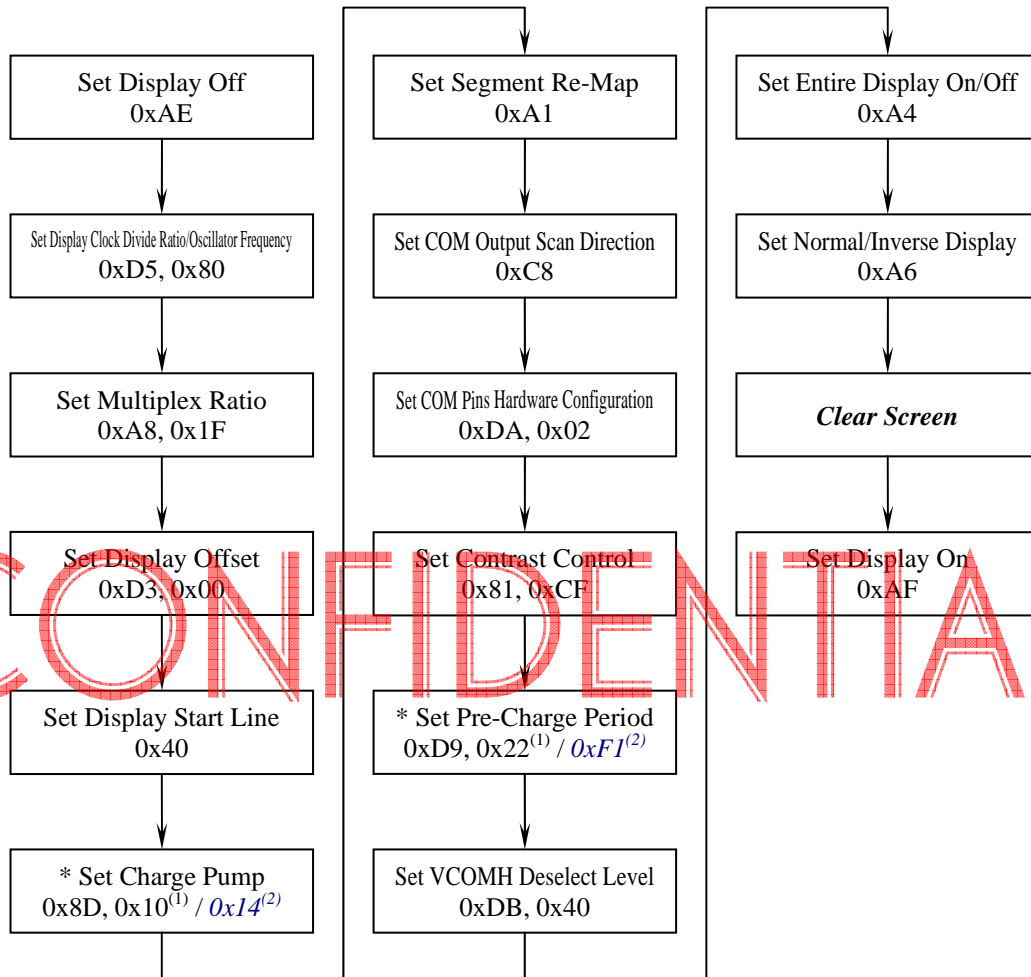 Set Display Off
0xAE
Set Display Clock Divide Ratio/Oscillator Frequency
0xD5, 0x80
Set Multiplex Ratio
0xA8, 0x1F
Set Display Offset
0xD3, 0x00
Set Display Start Line
0x40
* Set Charge Pump
0x8D, 0x10(1) / 0x14(2)
Set Segment Re-Map
0xA1
Set COM Output Scan Direction
0xC8
Set COM Pins Hardware Configuration
0xDA, 0x02
Set Contrast Control
0x81, 0xCF
* Set Pre-Charge Period
0xD9, 0x22(1) / 0xF1(2)
Set VCOMH Deselect Level
0xDB, 0x40
Set Entire Display On/Off
0xA4
Set Normal/Inverse Display
0xA6
Clear Screen
Set Display On
0xAF
CONFIDENTIA